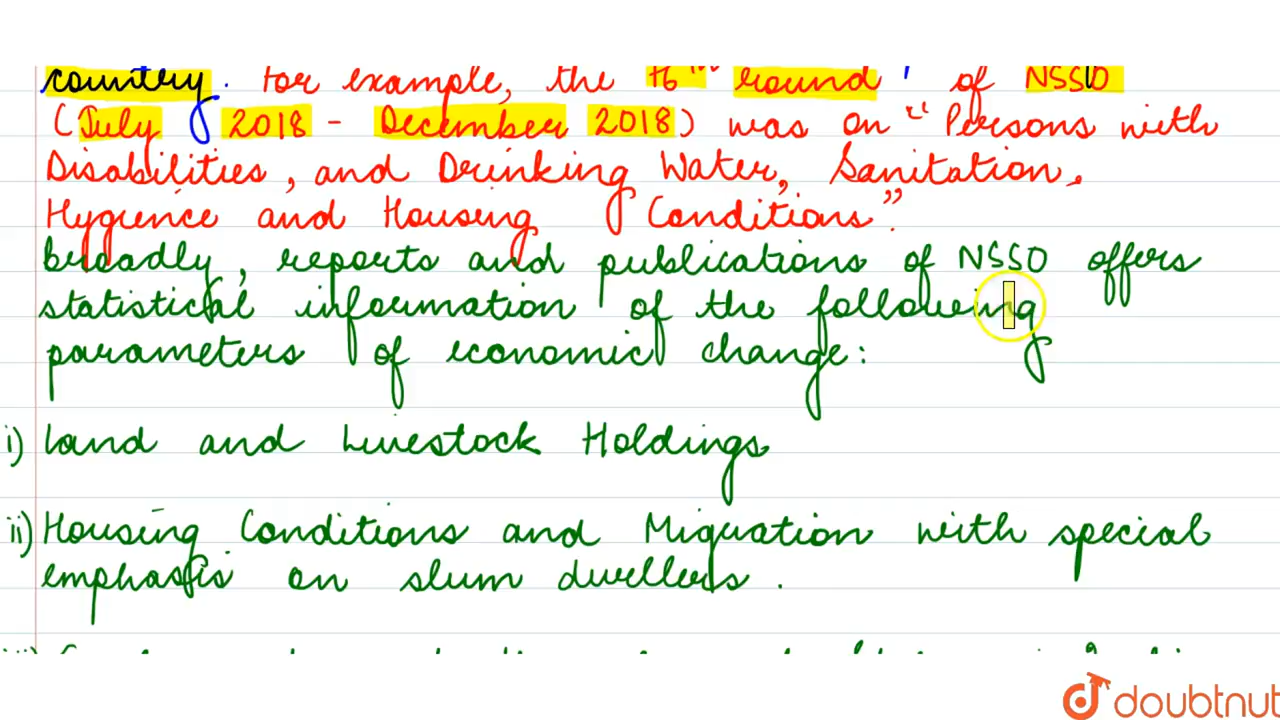 country. For example, the 76th round of NSSO
(July 2018 - December 2018) was on "Persons with
Disabilities, and Drinking Water, Sanitation,
Hygience and Housing Conditions".
broadly, reports and publications of NSSO offers
statistical information of the following
parameters of economic change:
i) Land and Livestock Holdings
ii) Housing Conditions and Migration with special
emphasis on slum dwellers.
doubtnut